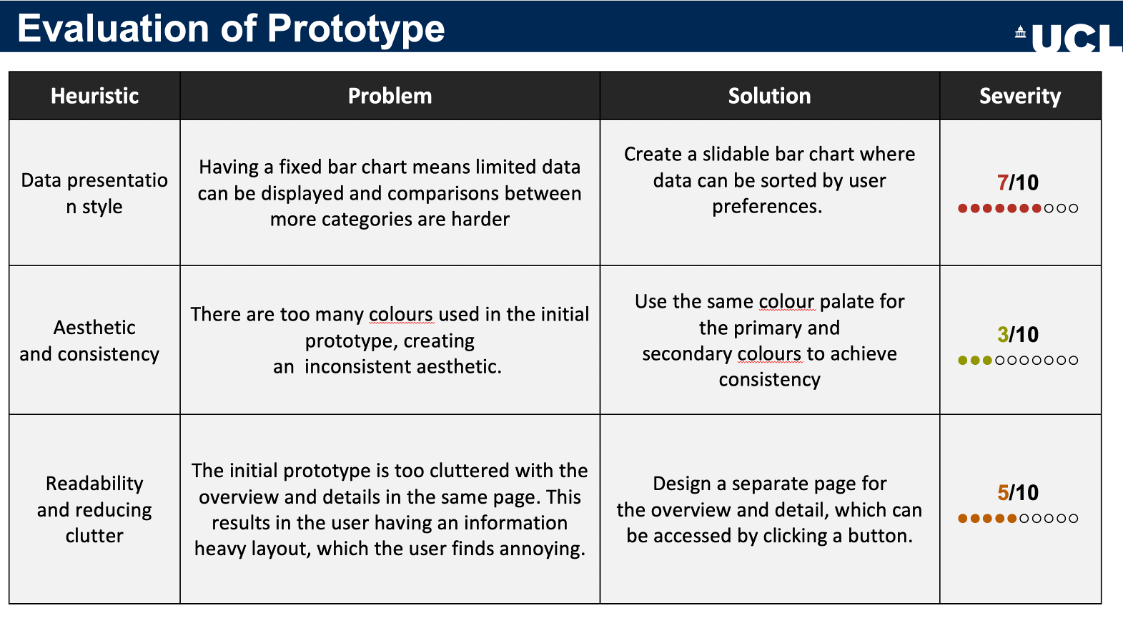 Evaluation of Prototype
UCL
Heuristic
Problem
Solution
Severity
Data presentatio
n style
Having a fixed bar chart means limited data
can be displayed and comparisons between
more categories are harder
Create a slidable bar chart where
data can be sorted by user
preferences.
7/10
Aesthetic
and consistency
There are too many colours used in the initial
prototype, creating
an  inconsistent aesthetic.
Use the same colour palate for
the primary and
secondary colours to achieve
consistency
3/10
Readability
and reducing
clutter
The initial prototype is too cluttered with the
overview and details in the same page. This
results in the user having an information
heavy layout, which the user finds annoying.
Design a separate page for
the overview and detail, which can
be accessed by clicking a button.
5/10